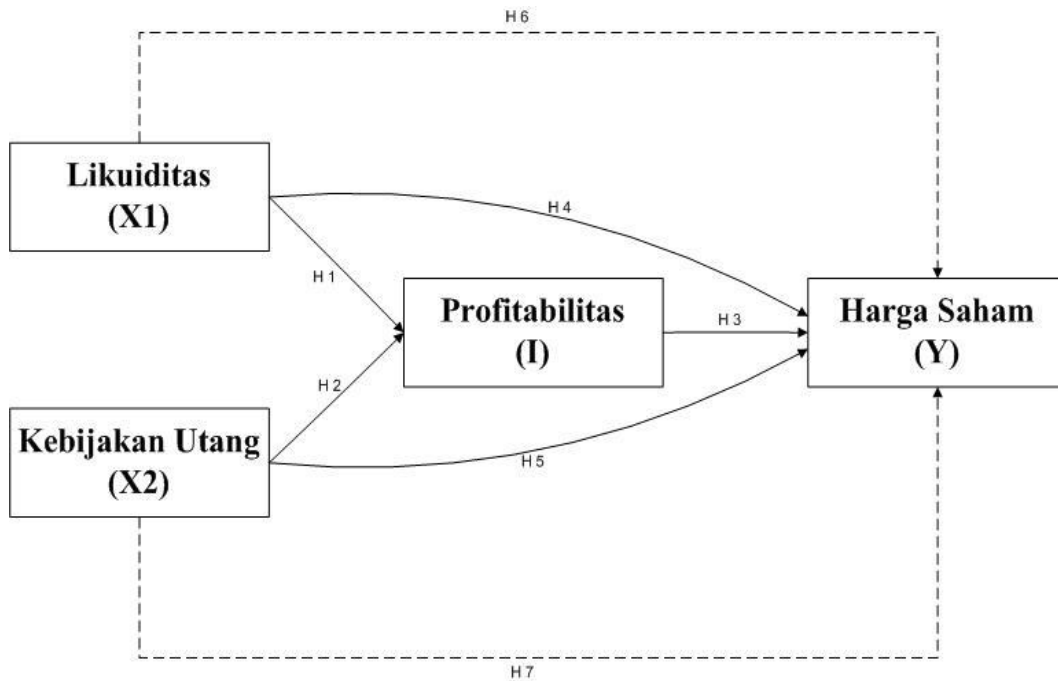 H 6
Likuiditas
(X1)
H 4
H 1
Profitabilitas
(I)
H 3
Harga Saham
(Y)
H 2
Kebijakan Utang
(X2)
H 5
H 7